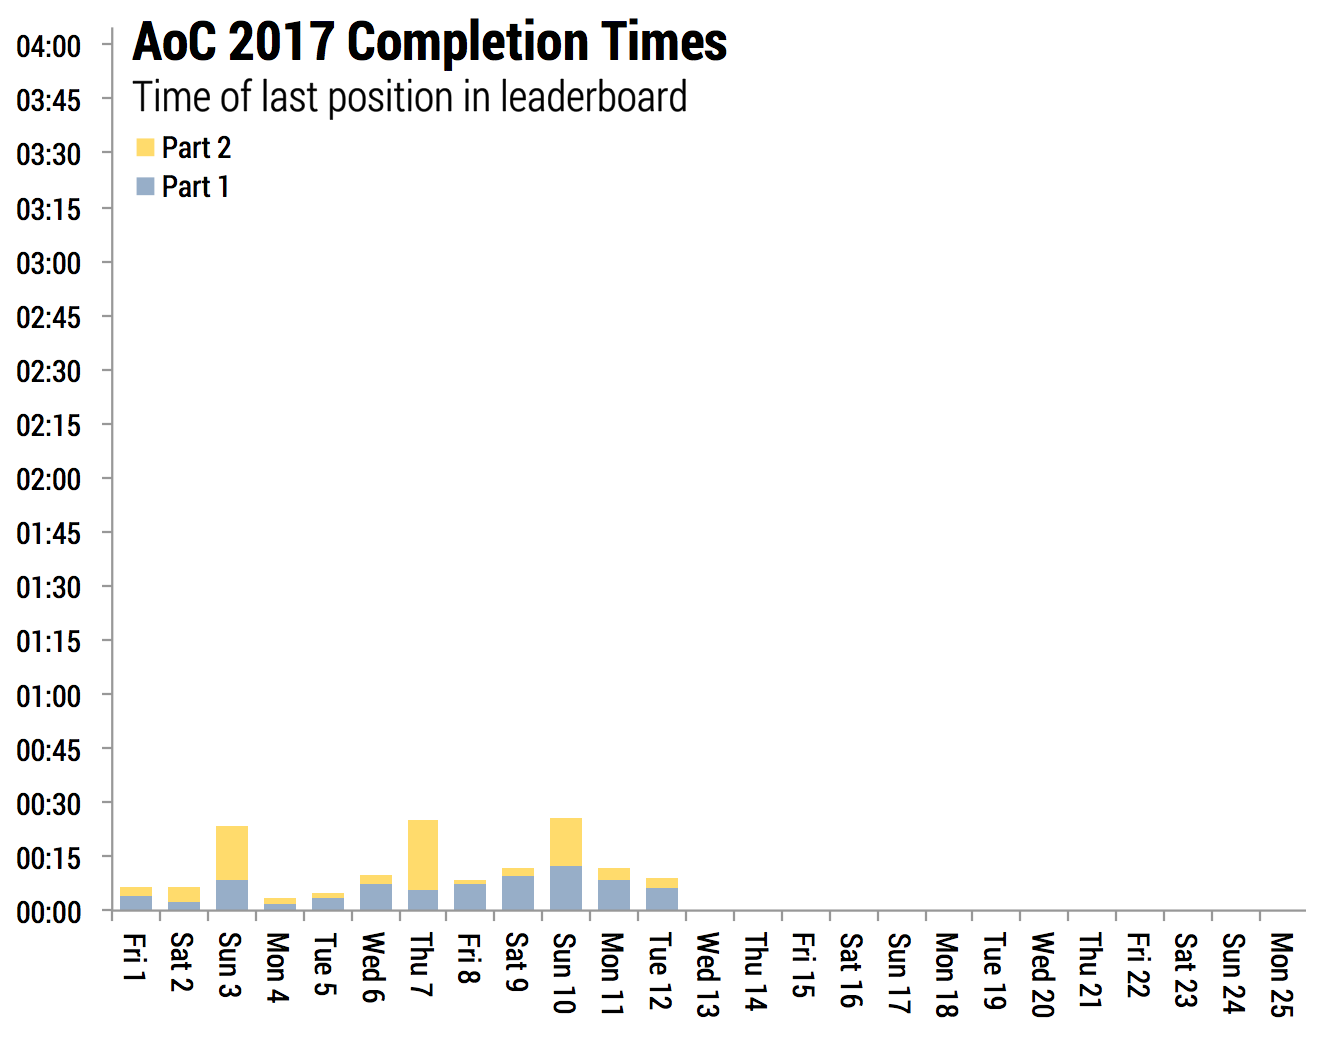 AoC 2017 Completion Times
Time of last position in leaderboard
Part 2
Part 1
04:00
03:45
03:30
03:15
03:00
02:45
02:30
02:15
02:00
01:45
01:30
01:15
01:00
00:45
00:30
00:15
00:00
Fri 1
Sat 2
Sun 3
Mon 4
Tue 5
Wed 6
Thu 7
Fri 8
Sat 9
Sun 10
Mon 11
Tue 12
Wed 13
Thu 14
Fri 15
Sat 16
Sun 17
Mon 18
Tue 19
Wed 20
Thu 21
Fri 22
Sat 23
Sun 24
Mon 25